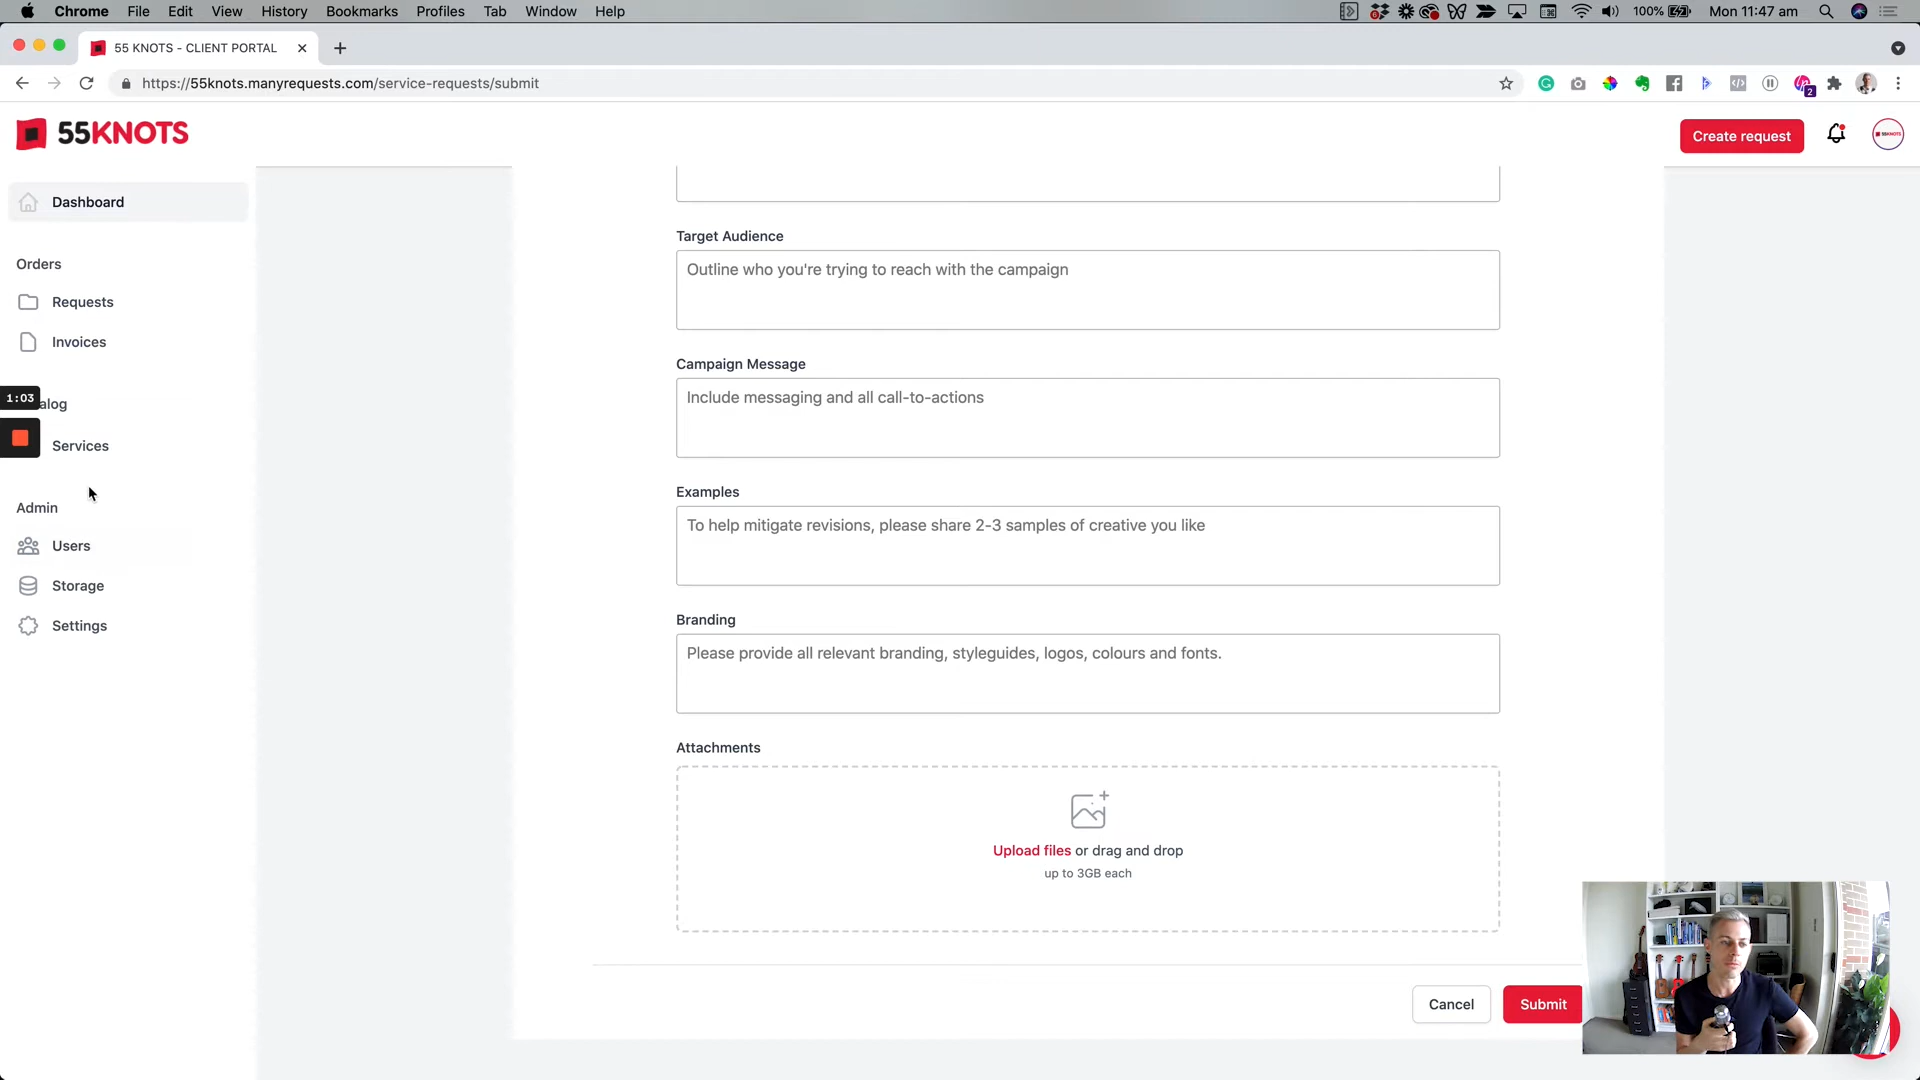 Chrome File Edit View History Bookmarks Profiles Tab Window Help
100% Mon 11:47 am
55 KNOTS - CLIENT PORTAL
https://55knots.manyrequests.com/service-requests/submit
2
55KNOTS
Create request
Dashboard
Orders
Requests
Invoices
1:03
alog
Services
Admin
Users
Storage
Settings
Target Audience
Outline who you're trying to reach with the campaign
Campaign Message
Include messaging and all call-to-actions
Examples
To help mitigate revisions, please share 2-3 samples of creative you like
Branding
Please provide all relevant branding, styleguides, logos, colours and fonts.
Attachments
Upload files or drag and drop
up to 3GB each
Cancel
Submit